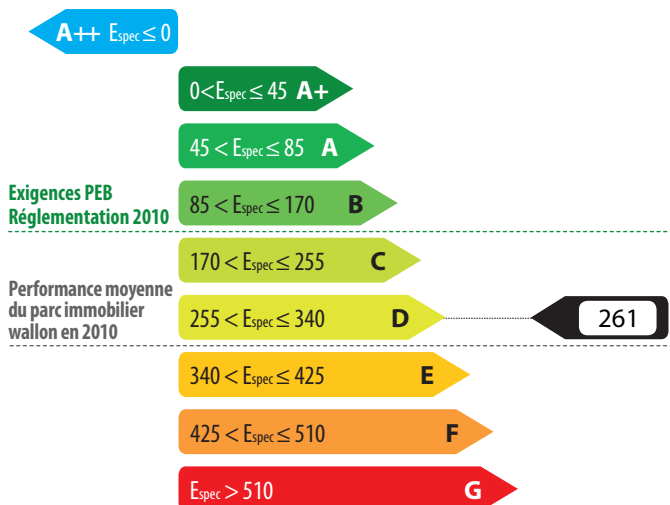 A++ Espec ≤ 0
0 < Espec ≤ 45 A+
45 < Espec ≤ 85 A
Exigences PEB
Réglementation 2010
85 < Espec ≤ 170 B
170 < Espec ≤ 255 C
Performance moyenne
du parc immobilier
wallon en 2010
255 < Espec ≤ 340 D
261
340 < Espec ≤ 425 E
425 < Espec ≤ 510 F
Espec > 510 G